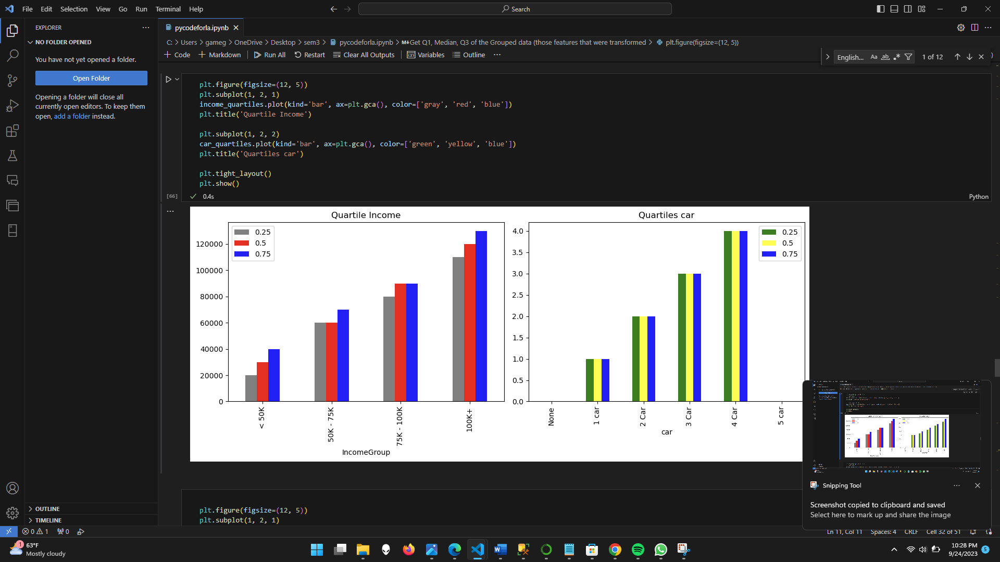 File Edit Selection View Go Run Terminal Help
Search
EXPLORER
NO FOLDER OPENED
You have not yet opened a folder.
Open Folder
Opening a folder will close all
currently open editors. To keep them
open, add a folder instead.
OUTLINE
TIMELINE
pycodeforla.ipynb
C: > Users > gameg > OneDrive > Desktop > sem3 > pycodeforla.ipynb > M↓Get Q1, Median, Q3 of the Grouped data (those features that were transformed > plt.figure(figsize=(12, 5))
+ Code + Markdown Run All Restart Clear All Outputs Variables Outline ...
English... Aa ab 1 of 12
plt.figure(figsize=(12, 5))
plt.subplot(1, 2, 1)
income_quartiles.plot(kind='bar', ax=plt.gca(), color=['gray', 'red', 'blue'])
plt.title('Quartile Income')
plt.subplot(1, 2, 2)
car_quartiles.plot(kind='bar', ax=plt.gca(), color=['green', 'yellow', 'blue'])
plt.title('Quartiles car')
plt.tight_layout()
plt.show()
[66] 0.4s
Python
Quartile Income
0.25
0.5
0.75
120000
100000
80000
60000
40000
20000
0
< 50K
50K - 75K
75K - 100K
100K+
IncomeGroup
Quartiles car
0.25
0.5
0.75
4.0
3.5
3.0
2.5
2.0
1.5
1.0
0.5
0.0
None
1 car
2 Car
3 Car
4 Car
5 car
car
plt.figure(figsize=(12, 5))
plt.subplot(1, 2, 1)
Snipping Tool
Screenshot copied to clipboard and saved
Select here to mark up and share the image
0 1 0
Ln 11, Col 11 Spaces: 4 CRLF Cell 32 of 51
1
63°F
Mostly cloudy
10:28 PM
9/24/2023
5